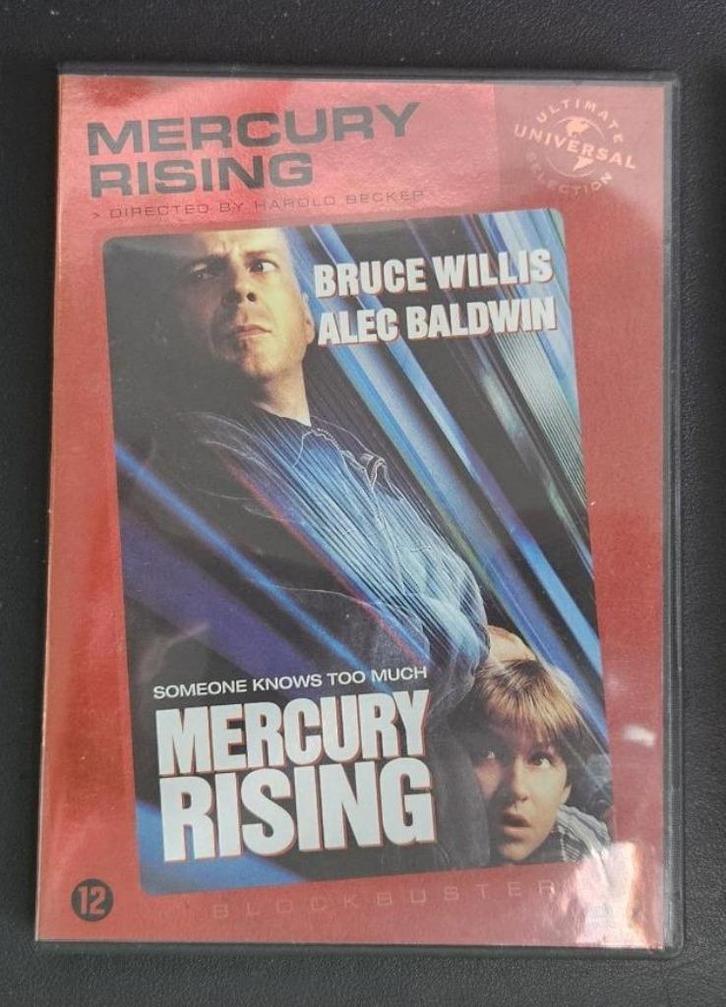 MERCURY
RISING
> DIRECTED BY HAROLD BECKER
ULTIMATE
UNIVERSAL
SELECTION
BRUCE WILLIS
ALEC BALDWIN
SOMEONE KNOWS TOO MUCH
MERCURY
RISING
12
BLOCKBUSTER